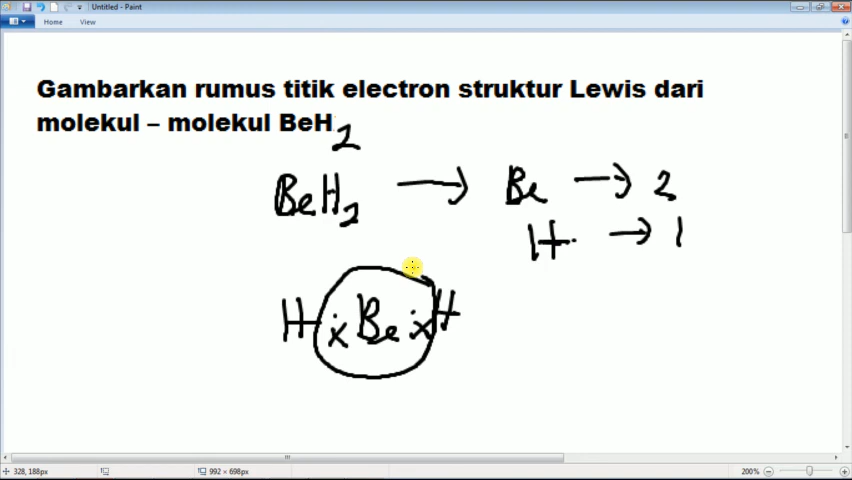 Untitled - Paint
Home View
Gambarkan rumus titik electron struktur Lewis dari
molekul – molekul BeH2
BeH2 → Be → 2
H → 1
H x Be x H
328, 188px 992 × 698px 200%